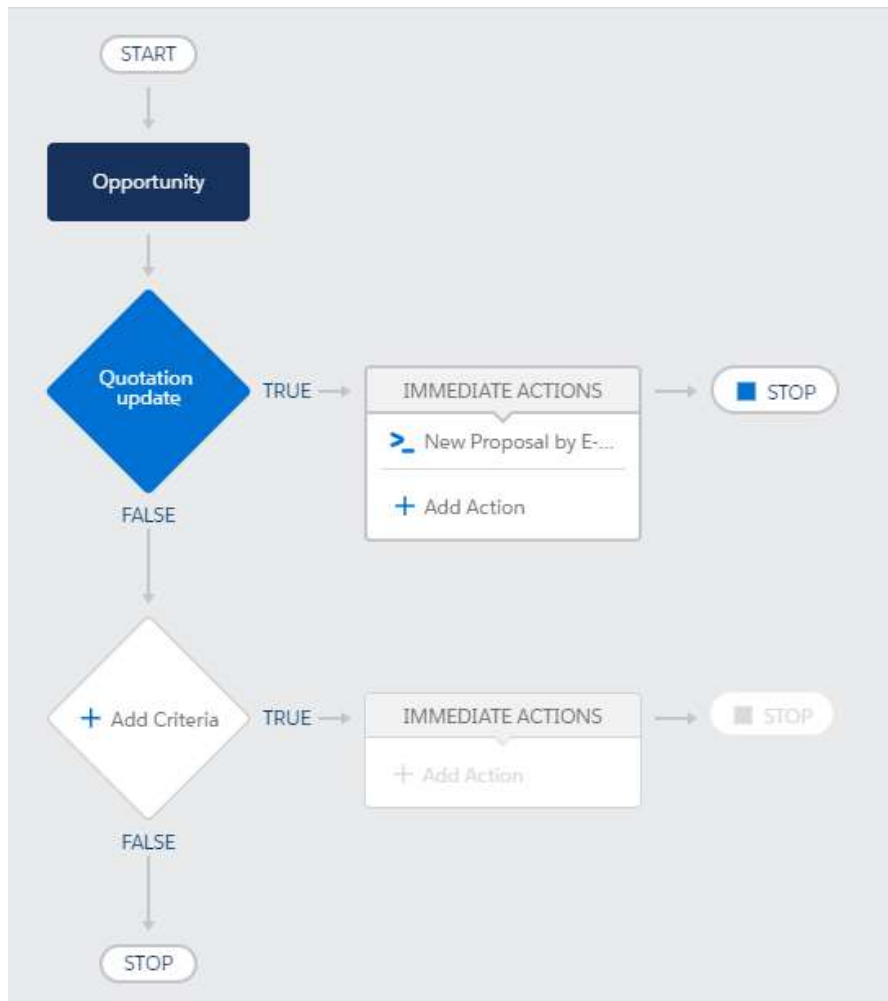 START
Opportunity
Quotation
update
TRUE
IMMEDIATE ACTIONS
STOP
New Proposal by E-...
+ Add Action
FALSE
+ Add Criteria
TRUE
IMMEDIATE ACTIONS
STOP
+ Add Action
FALSE
STOP